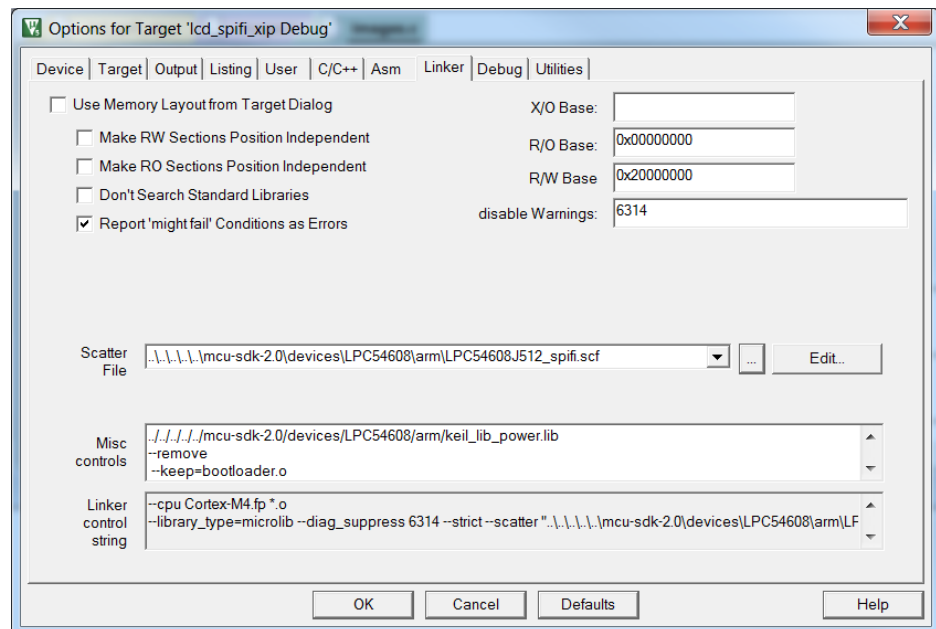 Options for Target 'lcd_spifi_xip Debug'
Device Target Output Listing User C/C++ Asm Linker Debug Utilities
Use Memory Layout from Target Dialog
X/O Base:
Make RW Sections Position Independent
R/O Base: 0x00000000
Make RO Sections Position Independent
R/W Base 0x20000000
Don't Search Standard Libraries
disable Warnings: 6314
Report 'might fail' Conditions as Errors
Scatter
File
..\..\..\..\..\mcu-sdk-2.0\devices\LPC54608\arm\LPC54608J512_spifi.scf
...
Edit...
Misc
controls
../../../../../mcu-sdk-2.0/devices/LPC54608/arm/keil_lib_power.lib
--remove
--keep=bootloader.o
Linker
control
string
--cpu Cortex-M4.fp *.o
--library_type=microlib --diag_suppress 6314 --strict --scatter "..\..\..\..\..\mcu-sdk-2.0\devices\LPC54608\arm\LF
OK Cancel Defaults Help